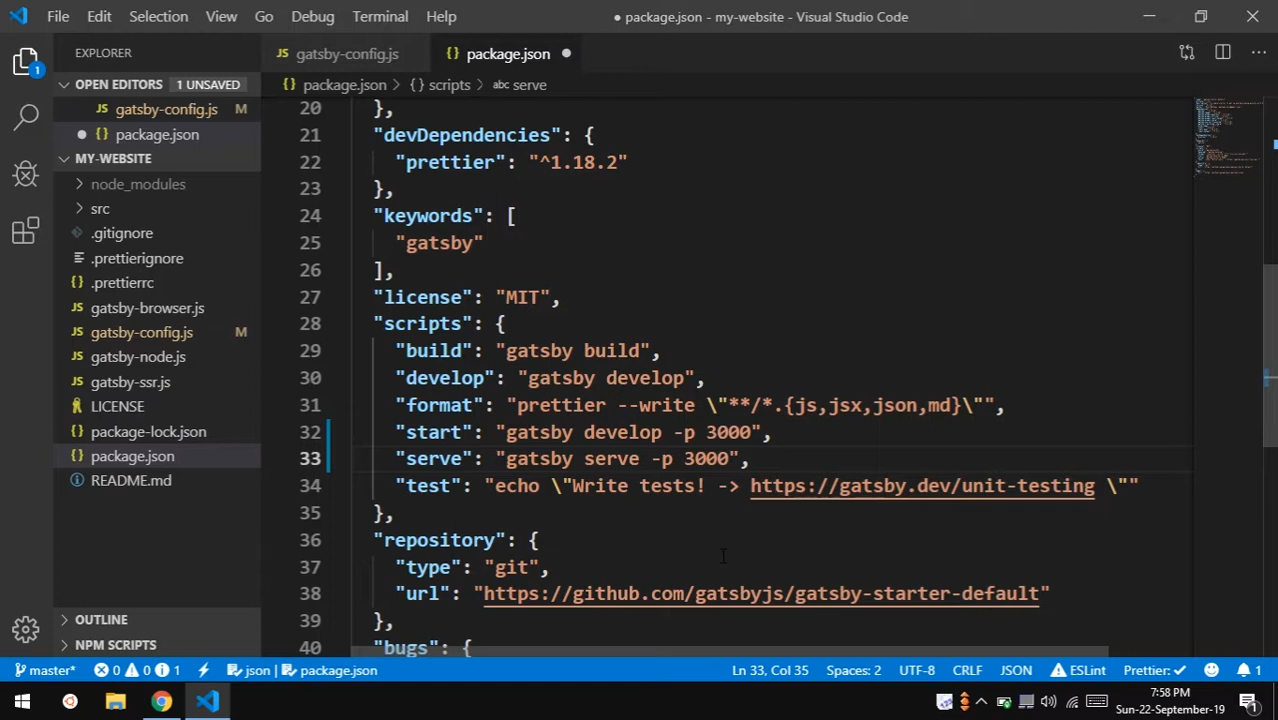 File Edit Selection View Go Debug Terminal Help
● package.json - my-website - Visual Studio Code
EXPLORER
OPEN EDITORS 1 UNSAVED
JS gatsby-config.js M
● package.json
MY-WEBSITE
node_modules
src
.gitignore
.prettierignore
{} .prettierrc
JS gatsby-browser.js
JS gatsby-config.js M
JS gatsby-node.js
JS gatsby-ssr.js
LICENSE
{} package-lock.json
{} package.json
README.md
OUTLINE
NPM SCRIPTS
1
JS gatsby-config.js
{} package.json ●
{} package.json > {} scripts > abc serve
20 },
21 "devDependencies": {
22 "prettier": "^1.18.2"
23 },
24 "keywords": [
25 "gatsby"
26 ],
27 "license": "MIT",
28 "scripts": {
29 "build": "gatsby build",
30 "develop": "gatsby develop",
31 "format": "prettier --write \"**/*.{js,jsx,json,md}\"",
32 "start": "gatsby develop -p 3000",
33 "serve": "gatsby serve -p 3000",
34 "test": "echo \"Write tests! -> https://gatsby.dev/unit-testing \""
35 },
36 "repository": {
37 "type": "git",
38 "url": "https://github.com/gatsbyjs/gatsby-starter-default"
39 },
40 "bugs": {
master* 0 0 1 json | package.json Ln 33, Col 35 Spaces: 2 UTF-8 CRLF JSON ESLint Prettier: ✓ 1
7:58 PM
Sun-22-September-19
1